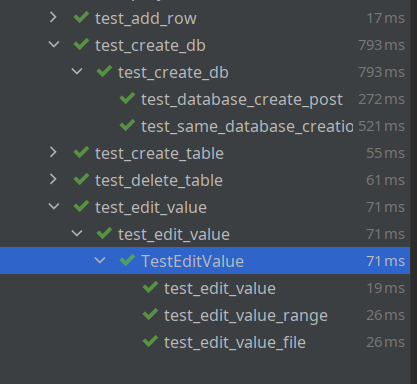 test_add_row 17 ms
test_create_db 793 ms
test_create_db 793 ms
test_database_create_post 272 ms
test_same_database_creatio 521 ms
test_create_table 55 ms
test_delete_table 61 ms
test_edit_value 71 ms
test_edit_value 71 ms
TestEditValue 71 ms
test_edit_value 19 ms
test_edit_value_range 26 ms
test_edit_value_file 26 ms